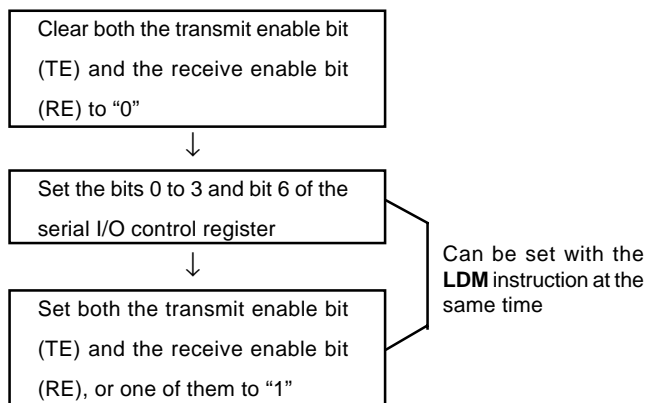 Clear both the transmit enable bit
(TE) and the receive enable bit
(RE) to “0”
↓
Set the bits 0 to 3 and bit 6 of the
serial I/O control register
↓
Set both the transmit enable bit
(TE) and the receive enable bit
(RE), or one of them to “1”
Can be set with the
LDM instruction at the
same time